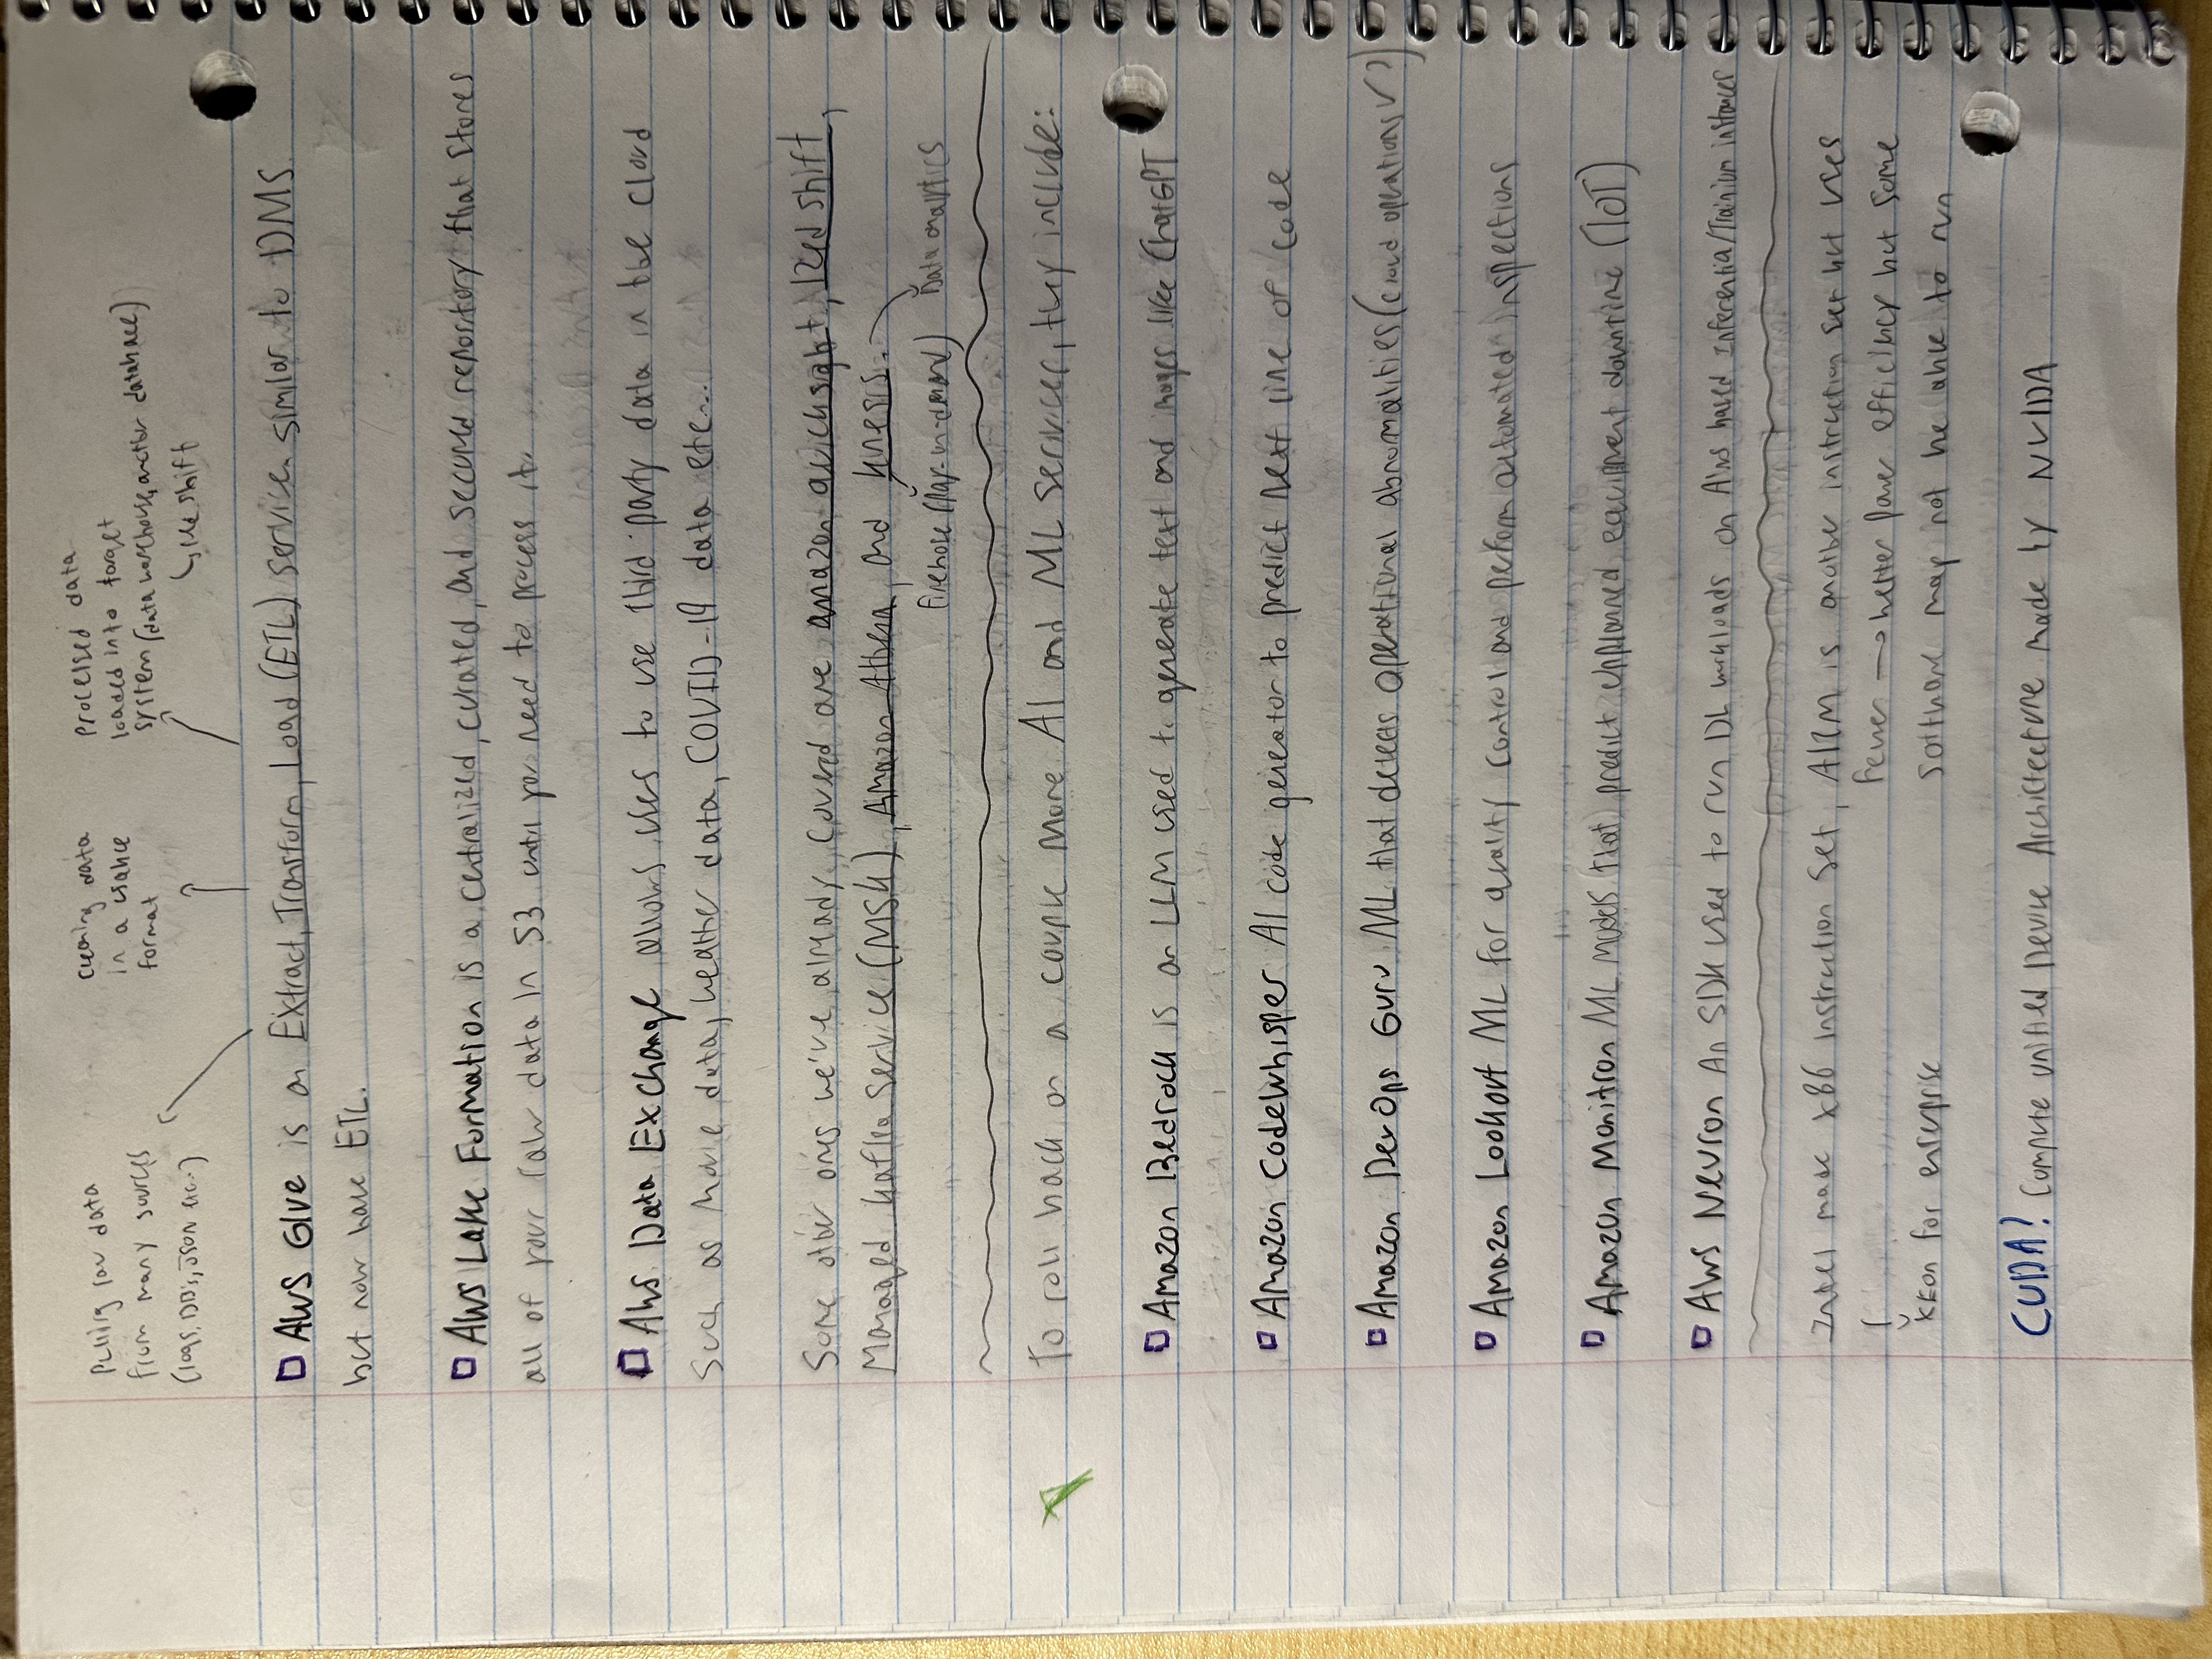 Pulling raw data
from many sources
(logs, DB's, JSON etc..)
cleaning data
in a usable
format
Processed data
loaded into target
system (data warehouse, another database)
like shift
AWS Glue is an Extract, Transform, Load (ETL) service similar to DMS
but now have ETL.
AWS Lake Formation is a centralized, curated, and secured repository that stores
all of your raw data in S3 until you need to process it.
AWS Data Exchange allows users to use third party data in the cloud
Such as movie data, weather data, COVID-19 data etc...
Some other ones we've already covered are amazon quicksight, Redshift,
Managed Kafka Service (MSK), Amazon Athena, and Kinesis.
firehose (Pay-on-demand) Data analytics
To roll back on a couple more AI and ML services, they include:
Amazon Bedrock is an LLM used to generate text and images like ChatGPT
Amazon CodeWhisper AI code generator to predict next line of code
Amazon DevOps Guru ML that detects operational abnormalities (cloud operations ✓?)
Amazon Lookout ML for quality control and perform automated inspections
Amazon Monitron ML models that predict unplanned equipment downtime (IOT)
AWS Neuron An SDK used to run DL workloads on AWS based Inferentia/Trainium instances
Intel made x86 instruction set, ARM is another instruction set but uses
fewer → better power efficiency but some
Xeon for enterprise
software may not be able to run
CUDA! Compute Unified Device Architecture made by NVIDA